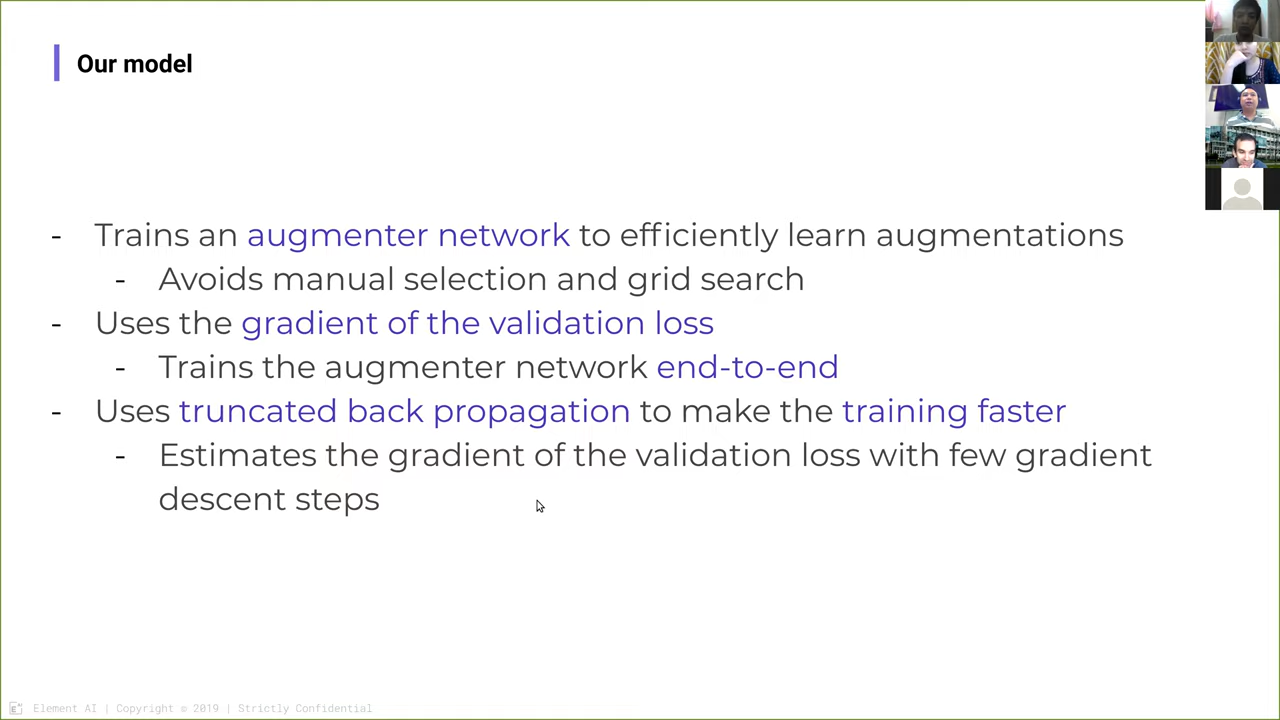 Our model
- Trains an augmenter network to efficiently learn augmentations
- Avoids manual selection and grid search
- Uses the gradient of the validation loss
- Trains the augmenter network end-to-end
- Uses truncated back propagation to make the training faster
- Estimates the gradient of the validation loss with few gradient
descent steps
Element AI | Copyright © 2019 | Strictly Confidential